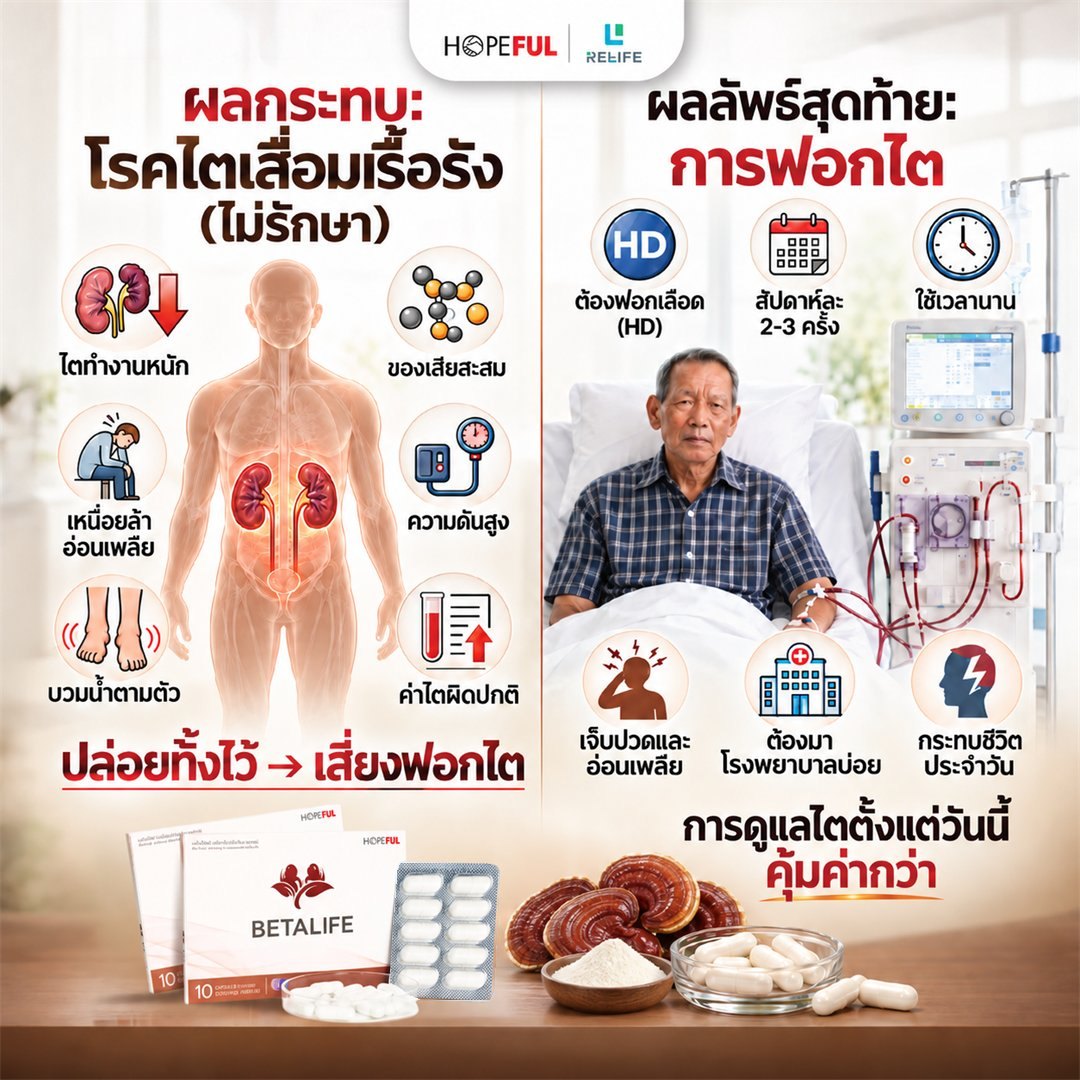 HOPEFUL
RELIFE
ผลกระทบ:
โรคไตเสื่อมเรื้อรัง
(ไม่รักษา)
ไตทำงานหนัก
ของเสียสะสม
เหนื่อยล้า
อ่อนเพลีย
ความดันสูง
บวมน้ำตามตัว
ค่าไตผิดปกติ
ปล่อยทิ้งไว้ → เสี่ยงฟอกไต
ผลลัพธ์สุดท้าย:
การฟอกไต
HD
ต้องฟอกเลือด
(HD)
สัปดาห์ละ
2-3 ครั้ง
ใช้เวลานาน
เจ็บปวดและ
อ่อนเพลีย
ต้องมา
โรงพยาบาลบ่อย
กระทบชีวิต
ประจำวัน
การดูแลไตตั้งแต่วันนี้
คุ้มค่ากว่า
HOPEFUL
HOPEFUL
BETALIFE
10
10